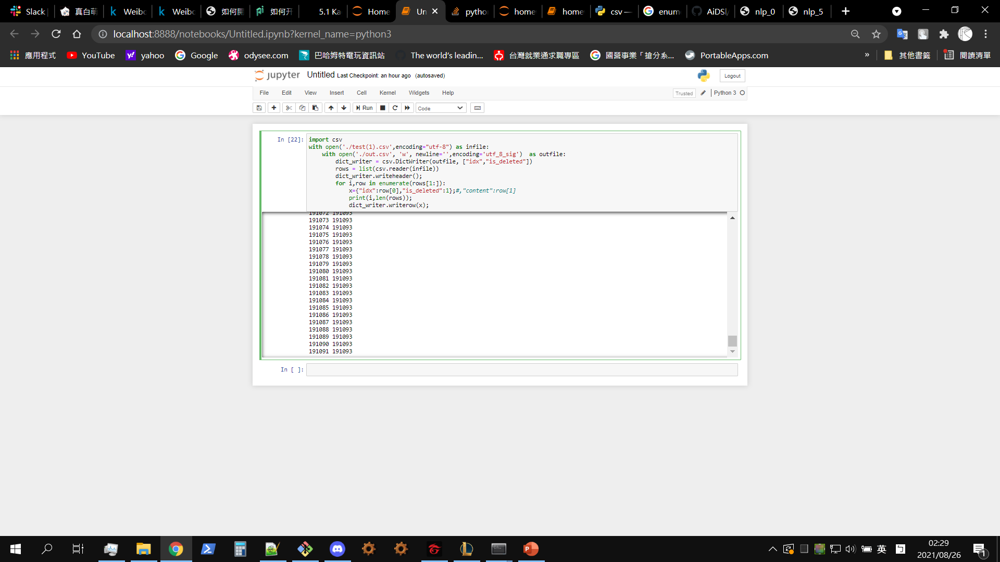 Slack
真白萌
Weibo
Weibo
如何開
如何开
5.1 Ka
Home
Un
pytho
home
home
csv —
enum
AiDSl/
nlp_0
nlp_5
localhost:8888/notebooks/Untitled.ipynb?kernel_name=python3
應用程式
YouTube
yahoo
Google
odysee.com
巴哈姆特電玩資訊站
The world's leadin...
台灣就業通求職專區
國營事業「搶分系...
PortableApps.com
»
其他書籤
閱讀清單
jupyter Untitled Last Checkpoint: an hour ago (autosaved)
Logout
File Edit View Insert Cell Kernel Widgets Help
Trusted
Python 3
Run
Code
In [22]:
import csv
with open('./test(1).csv',encoding="utf-8") as infile:
    with open('./out.csv', 'w', newline='',encoding='utf_8_sig')  as outfile:
        dict_writer = csv.DictWriter(outfile, ["idx","is_deleted"])
        rows = list(csv.reader(infile))
        dict_writer.writeheader();
        for i,row in enumerate(rows[1:]):
            x={"idx":row[0],"is_deleted":1};#,"content":row[1]
            print(i,len(rows));
            dict_writer.writerow(x);
191072 191093
191073 191093
191074 191093
191075 191093
191076 191093
191077 191093
191078 191093
191079 191093
191080 191093
191081 191093
191082 191093
191083 191093
191084 191093
191085 191093
191086 191093
191087 191093
191088 191093
191089 191093
191090 191093
191091 191093
In [ ]:
英
02:29
2021/08/26
1